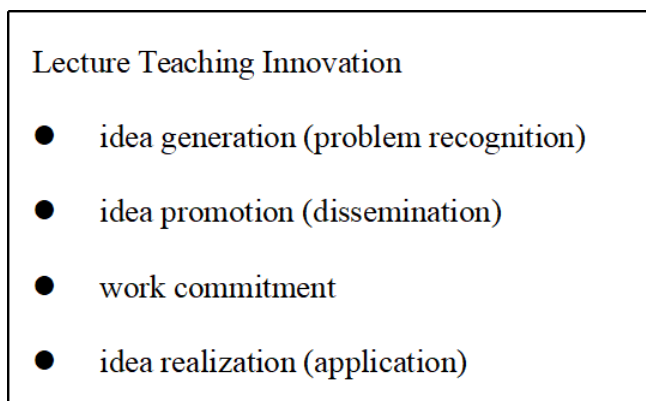 Lecture Teaching Innovation
● idea generation (problem recognition)
● idea promotion (dissemination)
● work commitment
● idea realization (application)